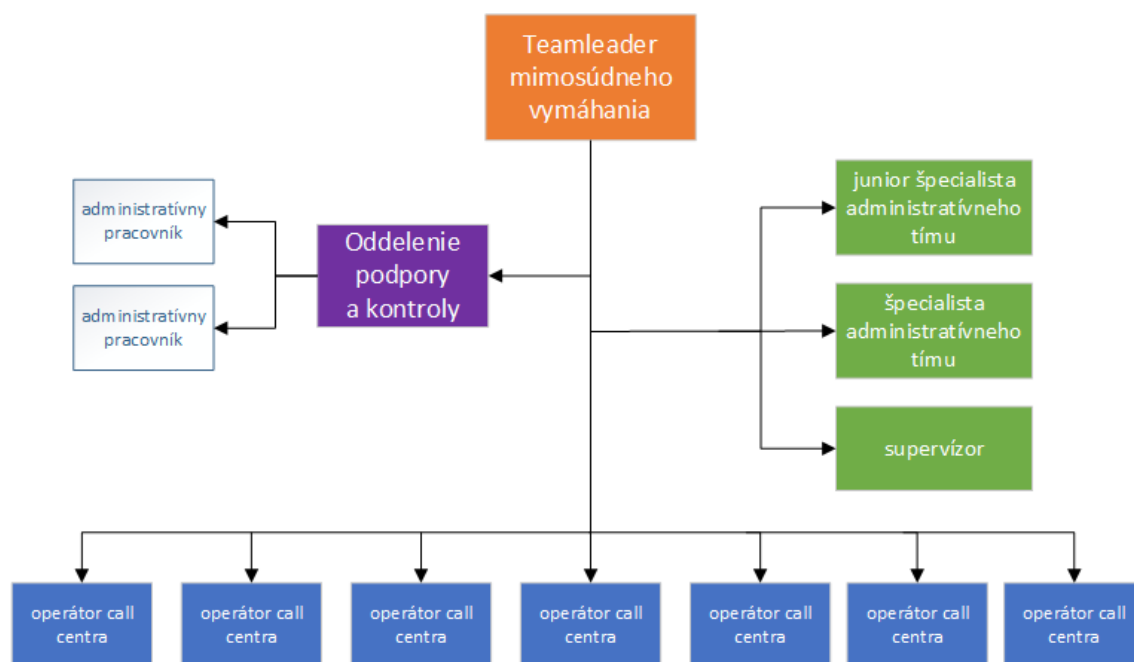 Teamleader
mimosúdneho
vymáhania
administratívny
pracovník
administratívny
pracovník
Oddelenie
podpory
a kontroly
junior špecialista
administratívneho
tímu
špecialista
administratívneho
tímu
supervízor
operátor call
centra
operátor call
centra
operátor call
centra
operátor call
centra
operátor call
centra
operátor call
centra
operátor call
centra